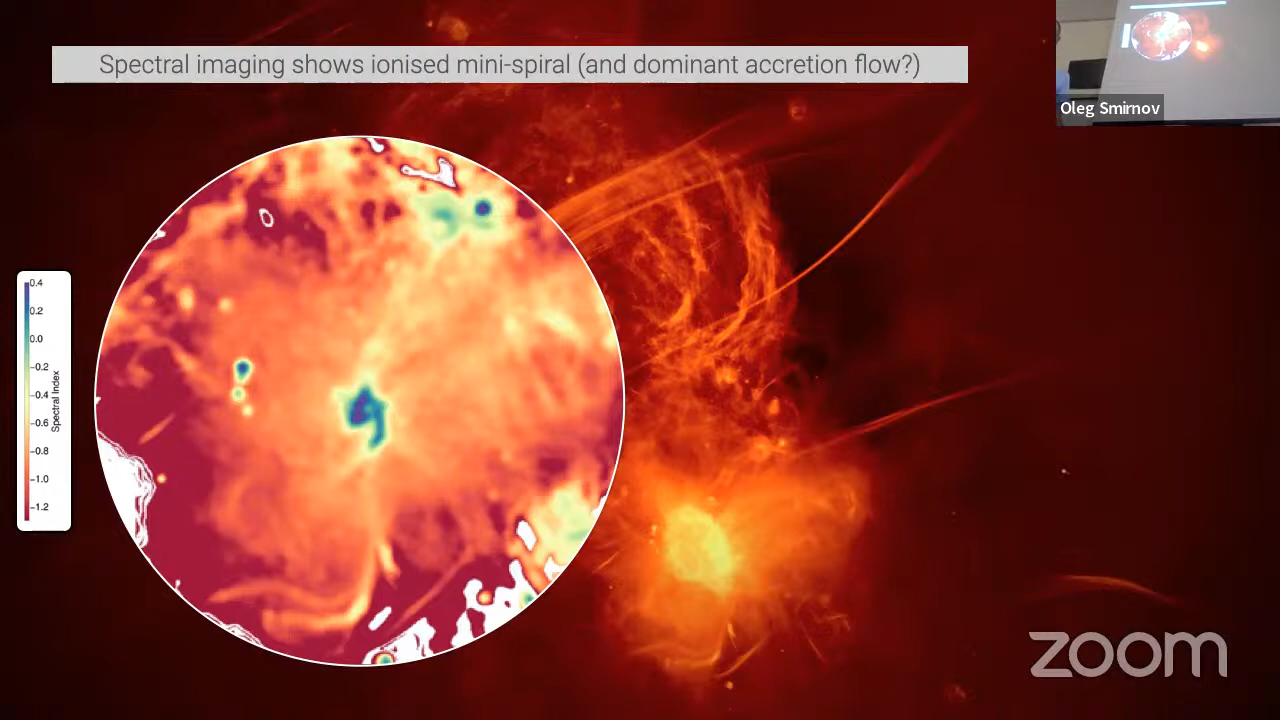 Spectral imaging shows ionised mini-spiral (and dominant accretion flow?)
Oleg Smirnov
0.4
0.2
0.0
−0.2
−0.4
−0.6
−0.8
−1.0
−1.2
Spectral Index
zoom